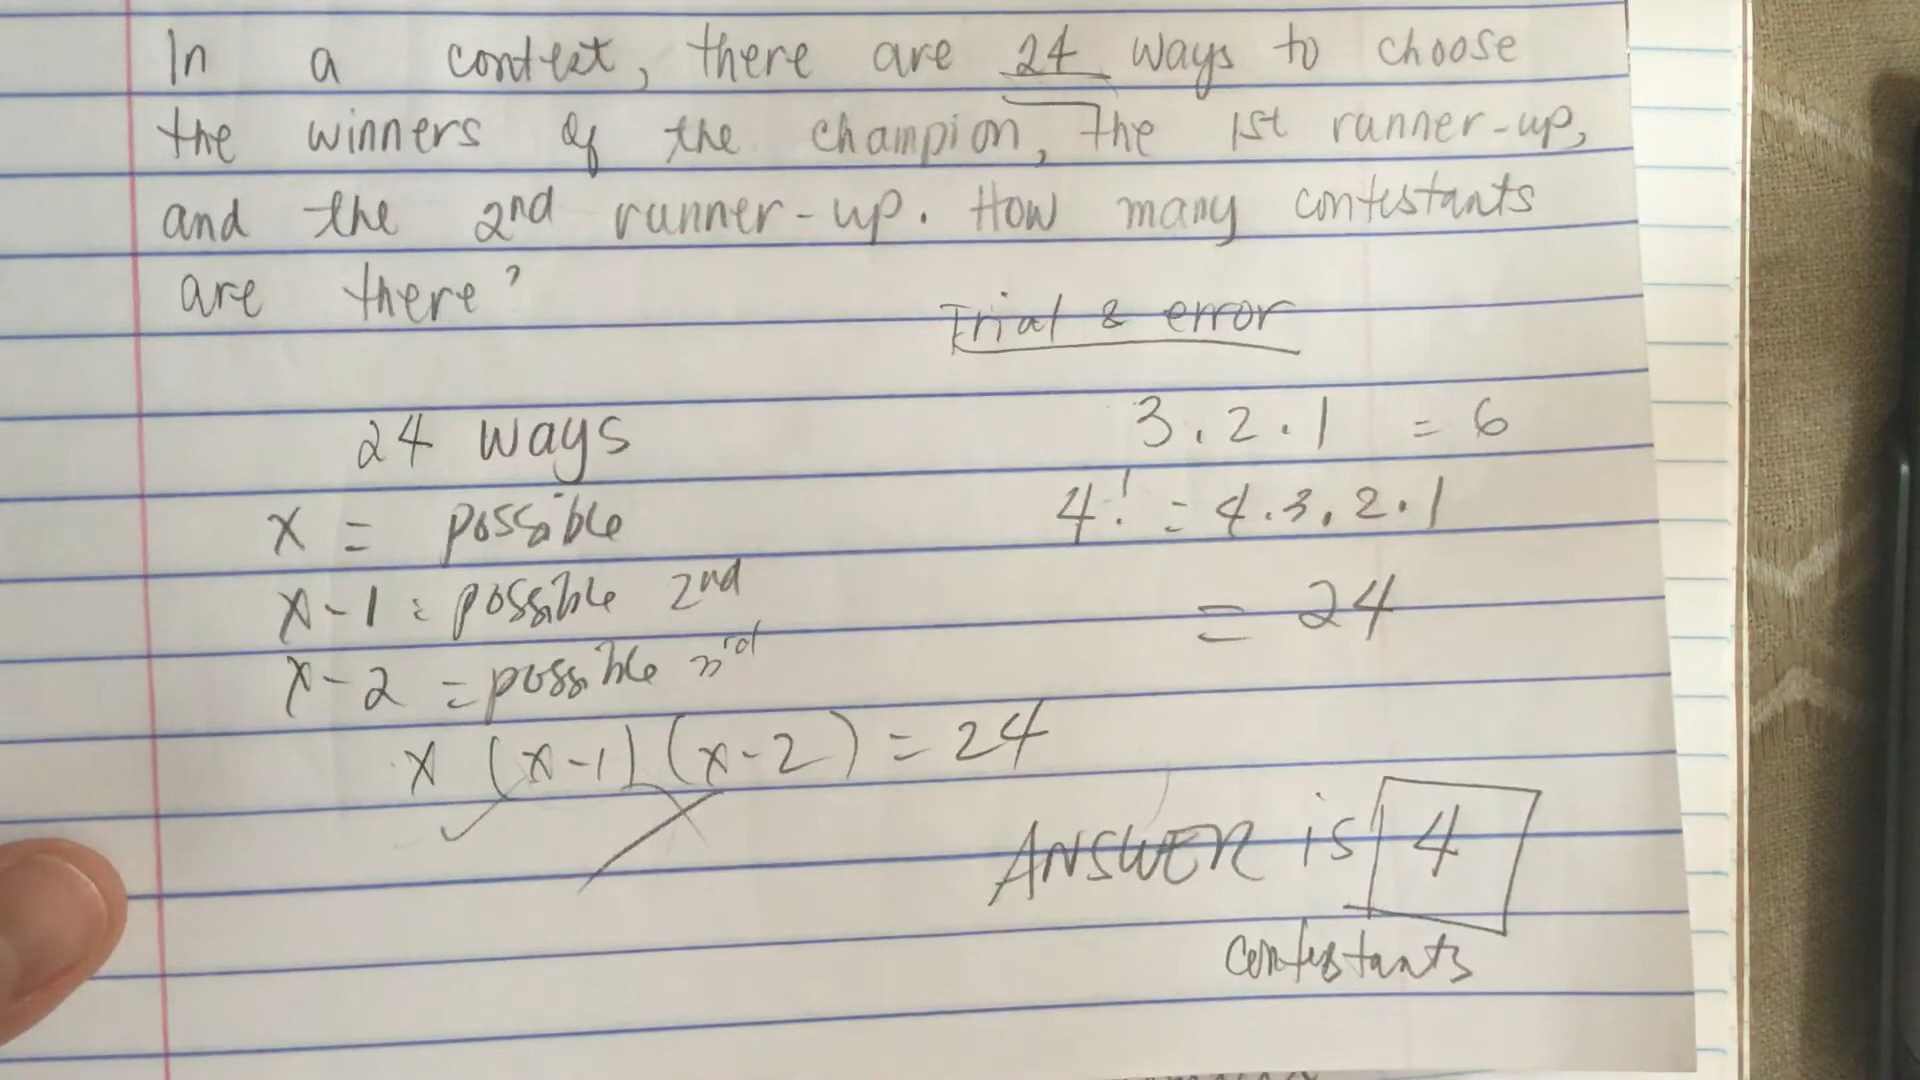 In a contest, there are 24 ways to choose
the winners of the champion, the 1st runner-up,
and the 2nd runner-up. How many contestants
are there?
Trial & error
24 ways
x = possible
x-1 = possible 2nd
x-2 = possible 3rd
x (x-1) (x-2) = 24
3.2.1 = 6
4! = 4.3.2.1
= 24
ANSWER is 4
contestants